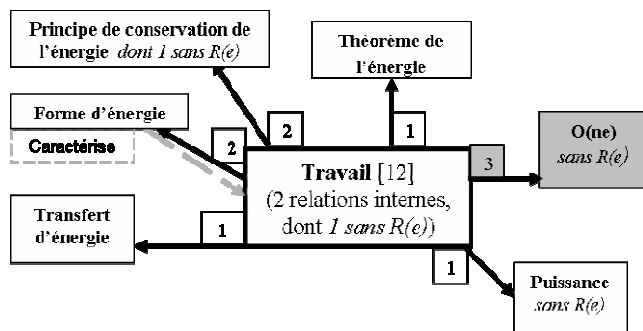 Principe de conservation de
l'énergie dont 1 sans R(e)
Théorème de
l'énergie
Forme d'énergie
Caractérise
2
2
1
3
O(ne)
sans R(e)
Travail [12]
(2 relations internes,
dont 1 sans R(e))
Transfert
d'énergie
1
1
Puissance
sans R(e)